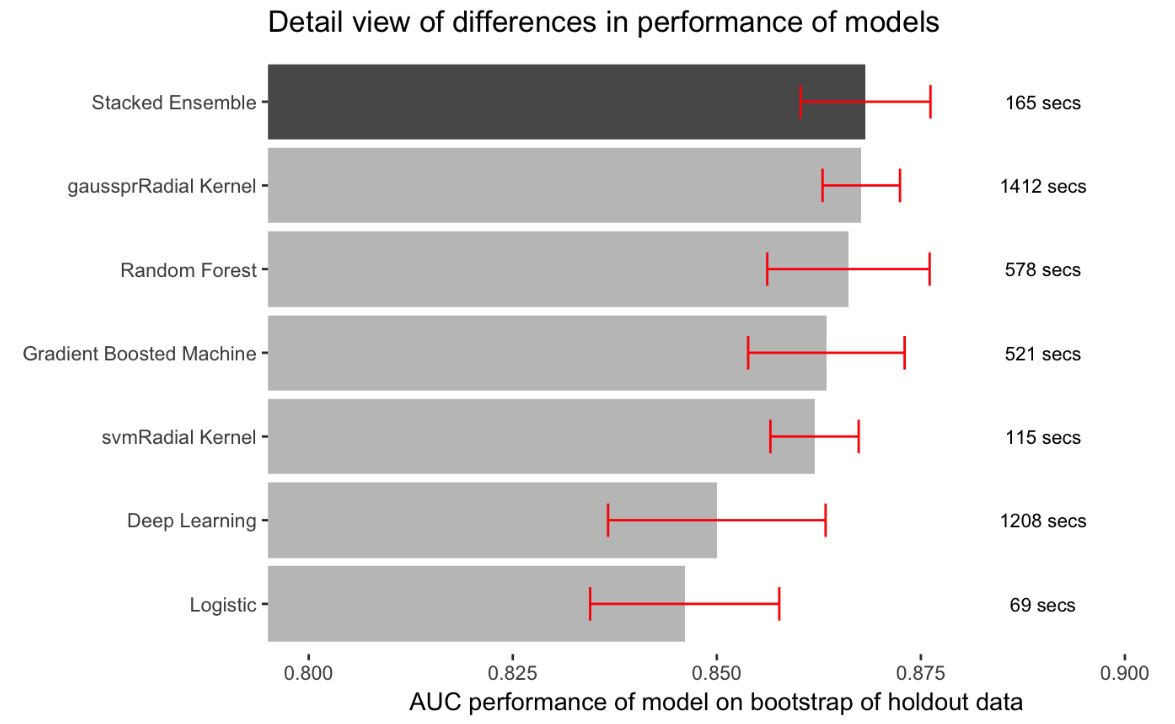 Detail view of differences in performance of models
Stacked Ensemble
165 secs
gaussprRadial Kernel
1412 secs
Random Forest
578 secs
Gradient Boosted Machine
521 secs
svmRadial Kernel
115 secs
Deep Learning
1208 secs
Logistic
69 secs
0.800 0.825 0.850 0.875 0.900
AUC performance of model on bootstrap of holdout data